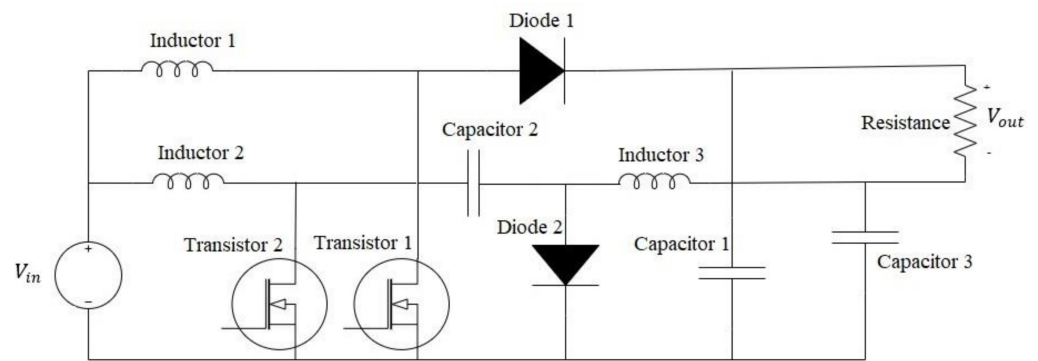 Diode 1
Inductor 1
Capacitor 2
Resistance
+
V_out
-
Inductor 2
Inductor 3
Diode 2
Transistor 2
Transistor 1
Capacitor 1
Capacitor 3
+
V_in
−